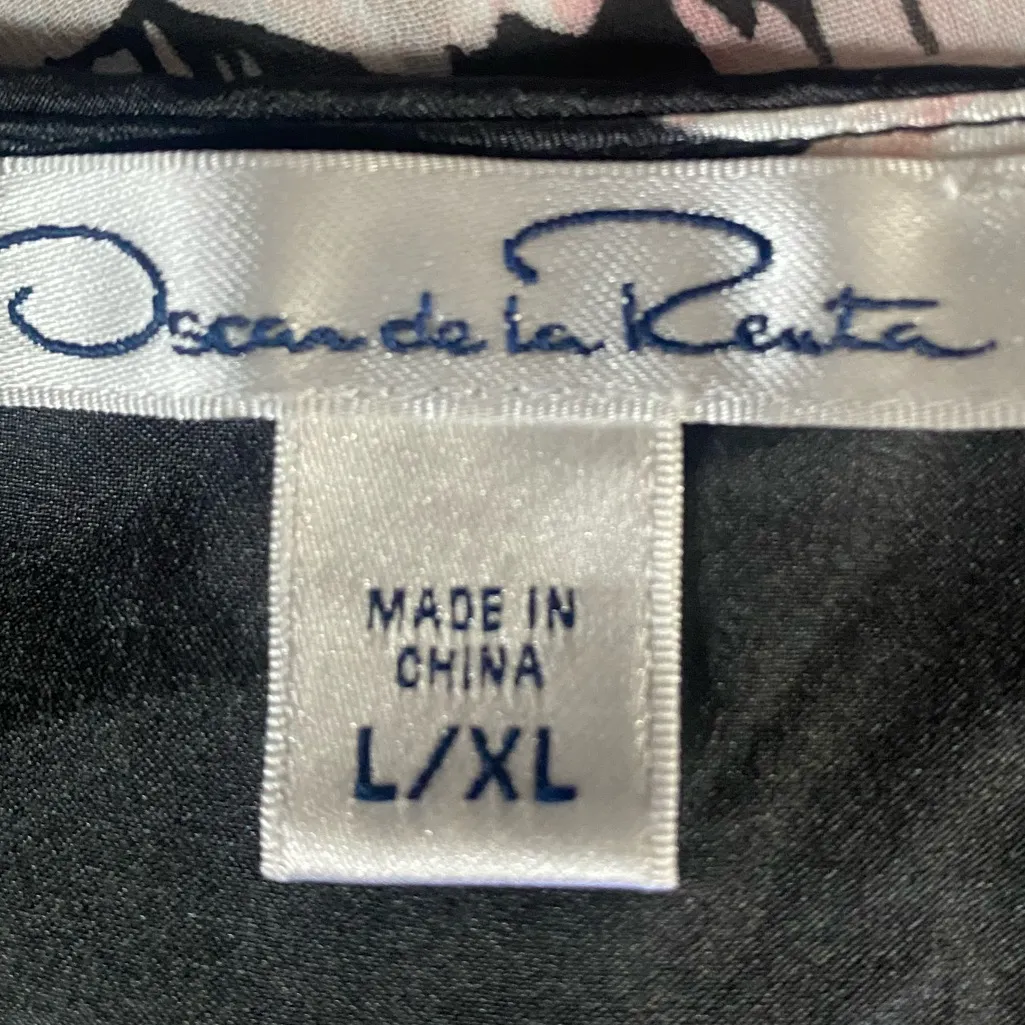 Oscar de la Renta
MADE IN
CHINA
L/XL